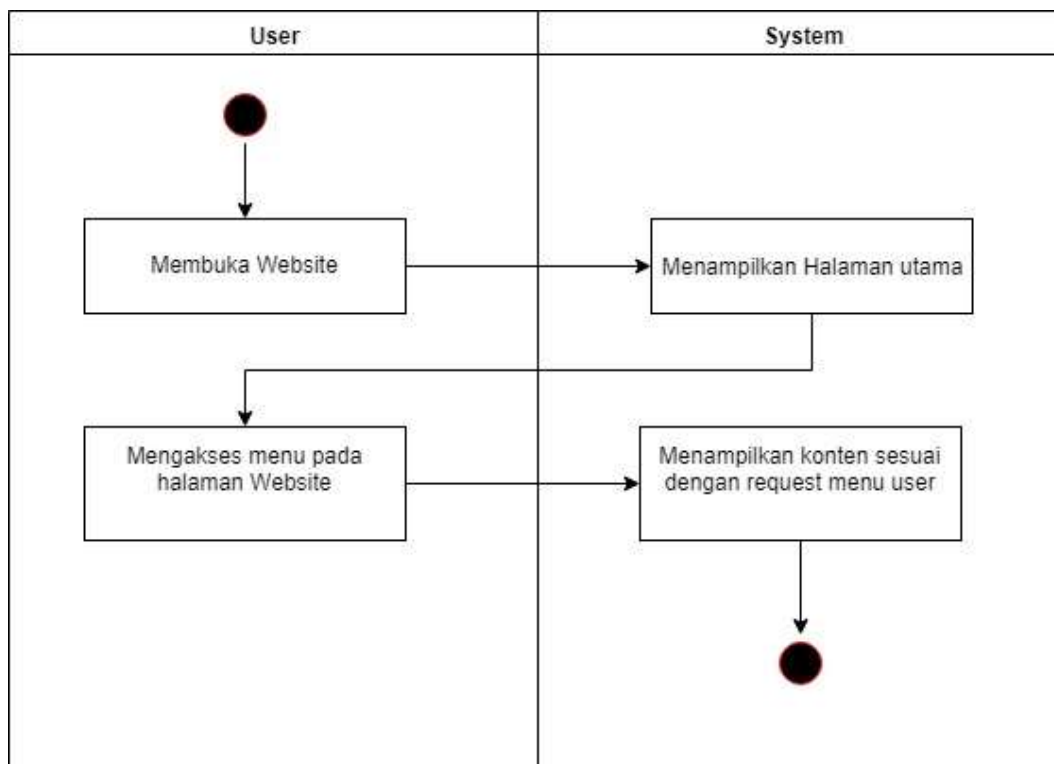 User
System
Membuka Website
Menampilkan Halaman utama
Mengakses menu pada
halaman Website
Menampilkan konten sesuai
dengan request menu user